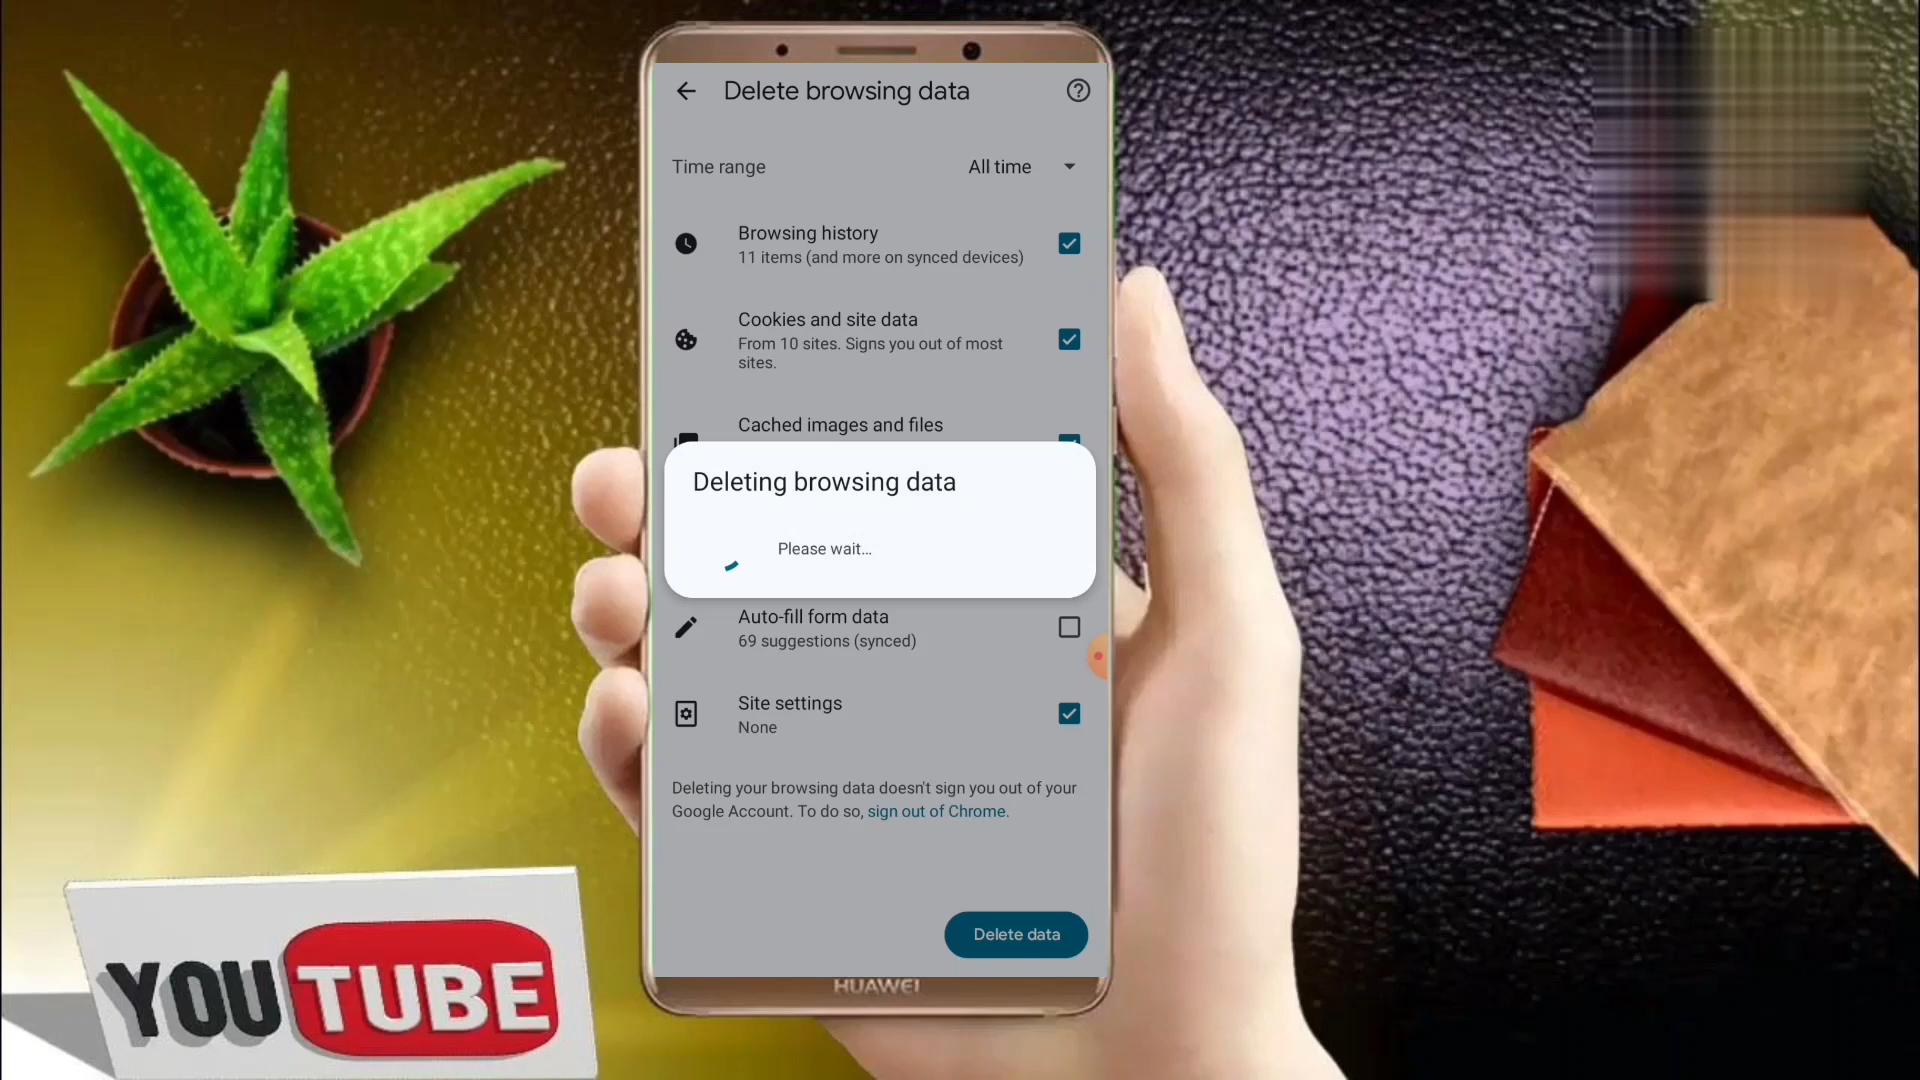 Delete browsing data
Time range
All time
Browsing history
11 items (and more on synced devices)
Cookies and site data
From 10 sites. Signs you out of most
sites.
Cached images and files
Deleting browsing data
Please wait…
Auto-fill form data
69 suggestions (synced)
Site settings
None
Deleting your browsing data doesn't sign you out of your
Google Account. To do so, sign out of Chrome.
Delete data
HUAWEI
YOUTUBE